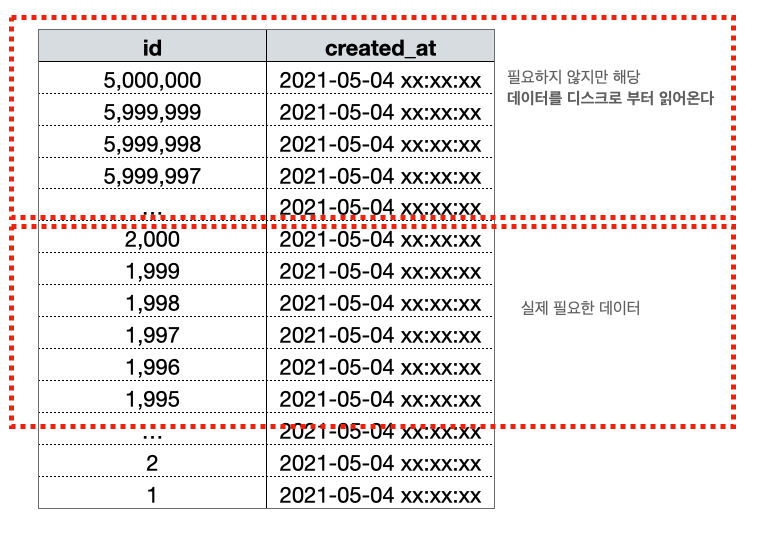 id created_at
5,000,000 2021-05-04 xx:xx:xx
필요하지 않지만 해당
데이터를 디스크로 부터 읽어온다
5,999,999 2021-05-04 xx:xx:xx
5,999,998 2021-05-04 xx:xx:xx
5,999,997 2021-05-04 xx:xx:xx
... 2021-05-04 xx:xx:xx
2,000 2021-05-04 xx:xx:xx
1,999 2021-05-04 xx:xx:xx
1,998 2021-05-04 xx:xx:xx
실제 필요한 데이터
1,997 2021-05-04 xx:xx:xx
1,996 2021-05-04 xx:xx:xx
1,995 2021-05-04 xx:xx:xx
... 2021-05-04 xx:xx:xx
2 2021-05-04 xx:xx:xx
1 2021-05-04 xx:xx:xx